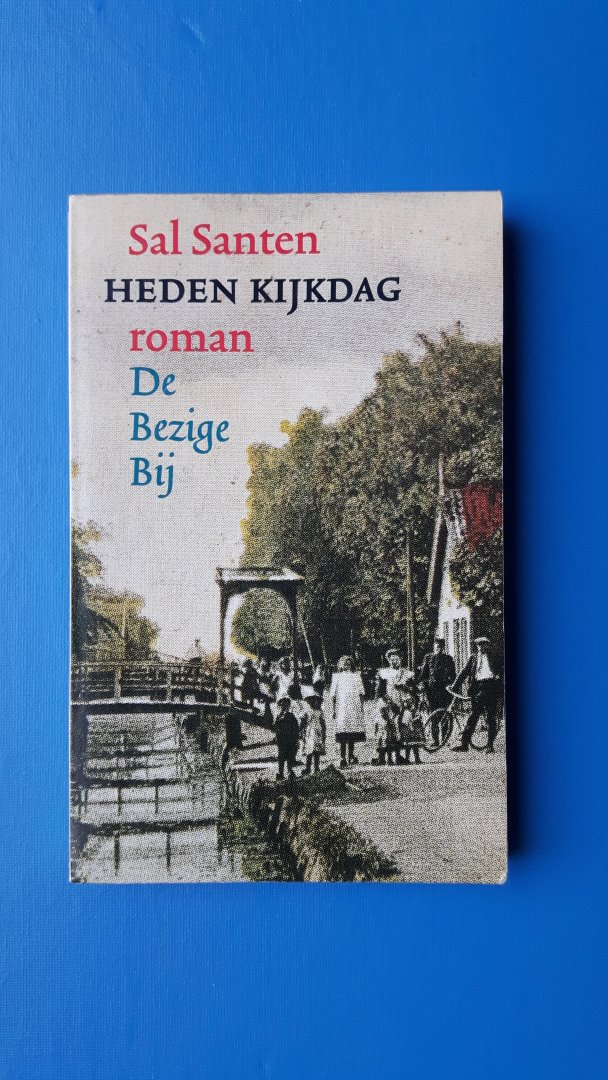 Sal Santen
HEDEN KIJKDAG
roman
De
Bezige
Bij